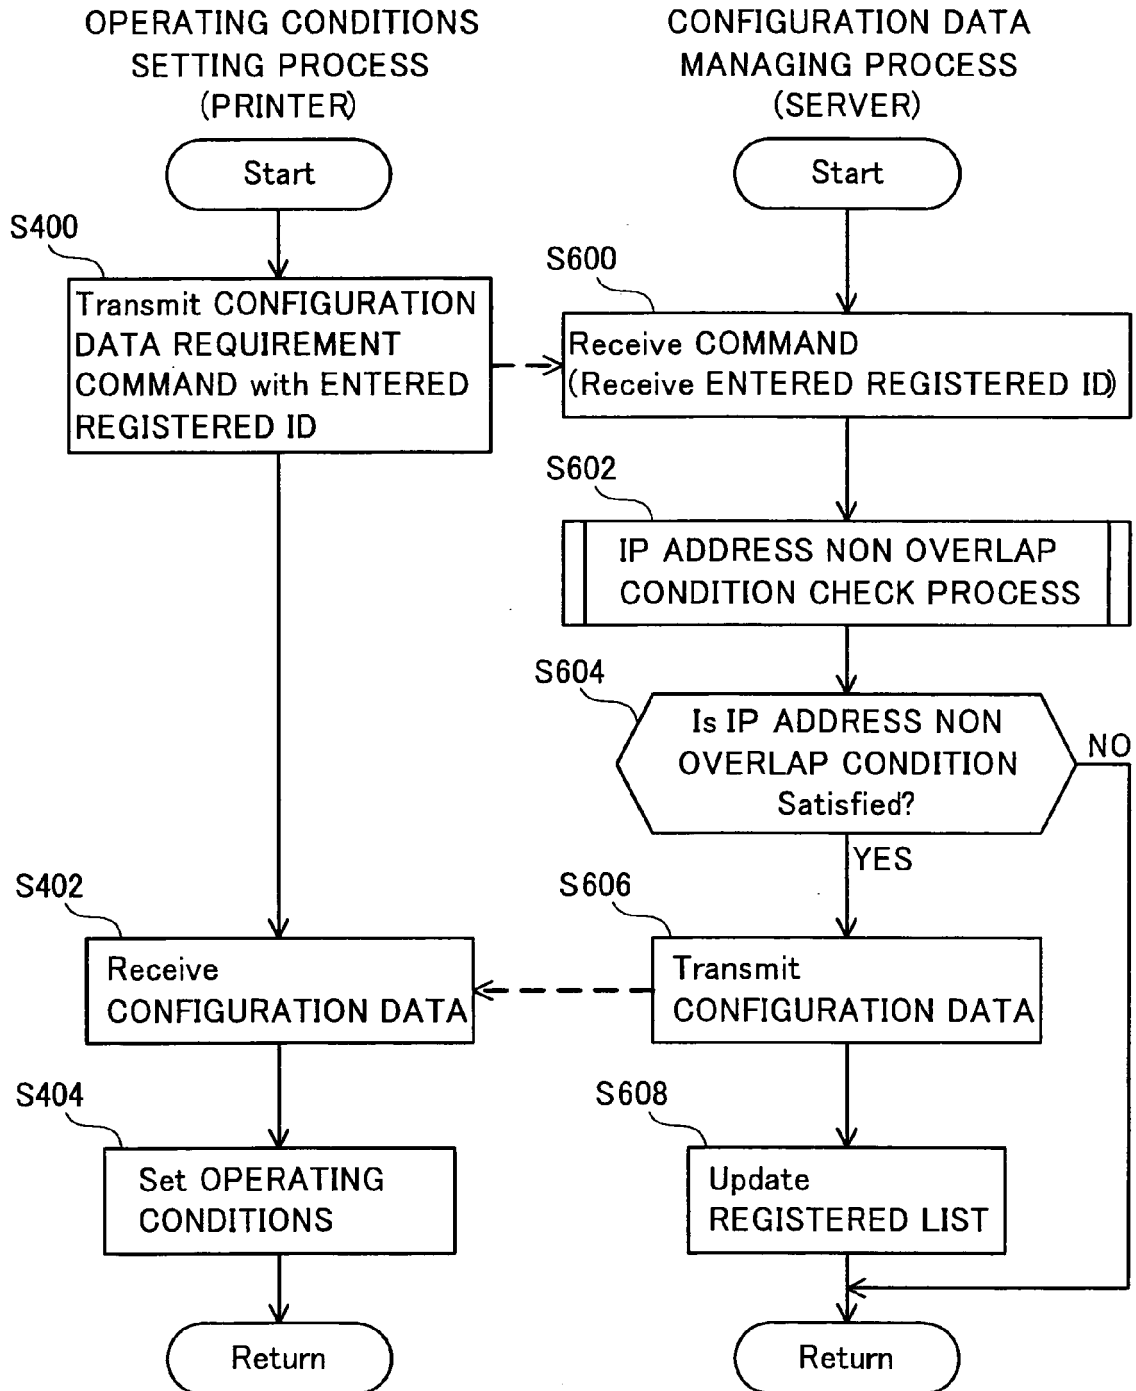 OPERATING CONDITIONS
SETTING PROCESS
(PRINTER)
Start
S400
Transmit CONFIGURATION
DATA REQUIREMENT
COMMAND with ENTERED
REGISTERED ID
S402
Receive
CONFIGURATION DATA
S404
Set OPERATING
CONDITIONS
Return
CONFIGURATION DATA
MANAGING PROCESS
(SERVER)
Start
S600
Receive COMMAND
(Receive ENTERED REGISTERED ID)
S602
IP ADDRESS NON OVERLAP
CONDITION CHECK PROCESS
S604
Is IP ADDRESS NON
OVERLAP CONDITION
Satisfied?
NO
YES
S606
Transmit
CONFIGURATION DATA
S608
Update
REGISTERED LIST
Return